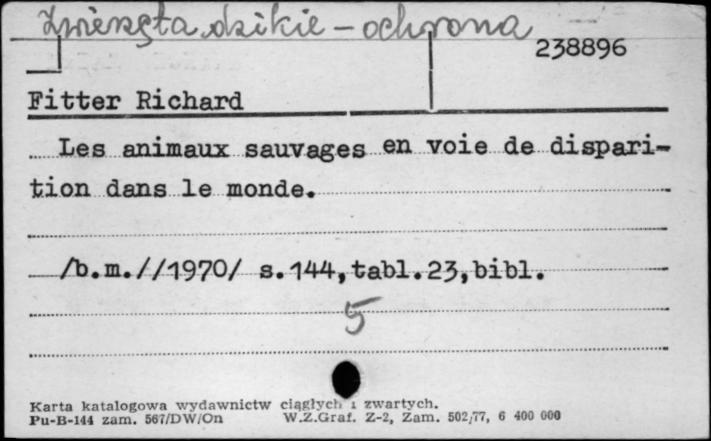 Zwierzęta dzikie – ochrona
238896
Fitter Richard
Les animaux sauvages en voie de dispari-
tion dans le monde.
/b.m.//1970/ s.144,tabl.23,bibl.
5
Karta katalogowa wydawnictw ciągłych i zwartych.
Pu-B-144 zam. 567/DW/On W.Z.Graf. Z-2, Zam. 502/77, 6 400 000